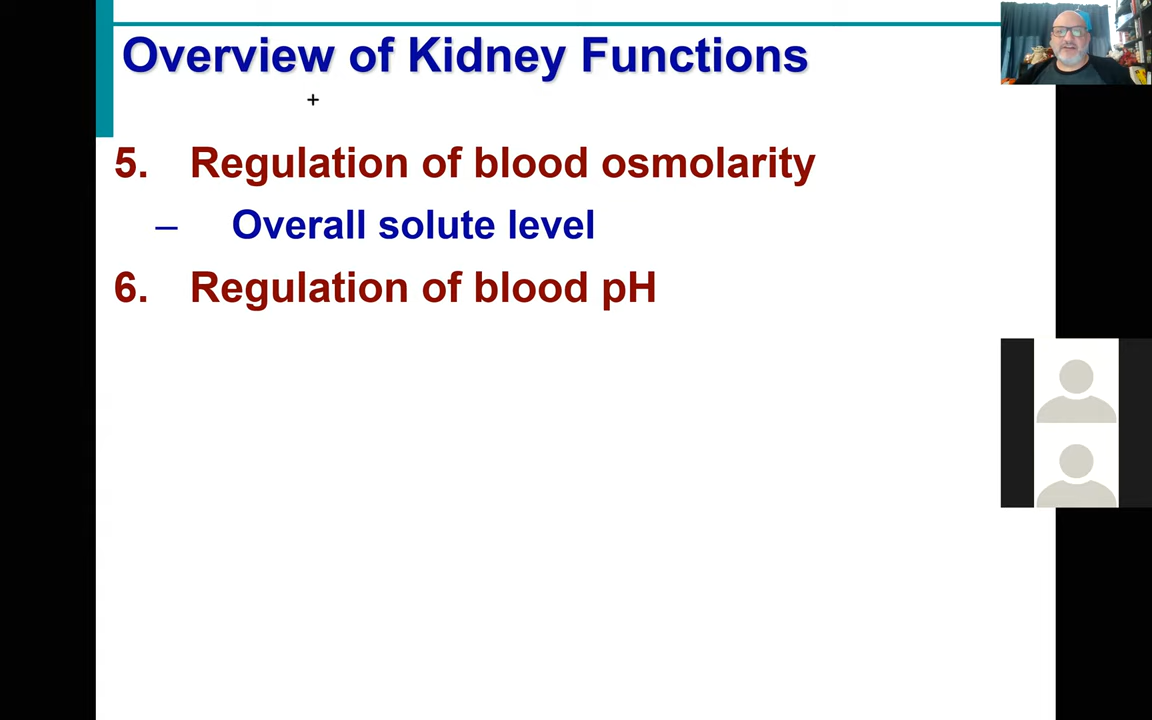 Overview of Kidney Functions
5. Regulation of blood osmolarity
– Overall solute level
6. Regulation of blood pH